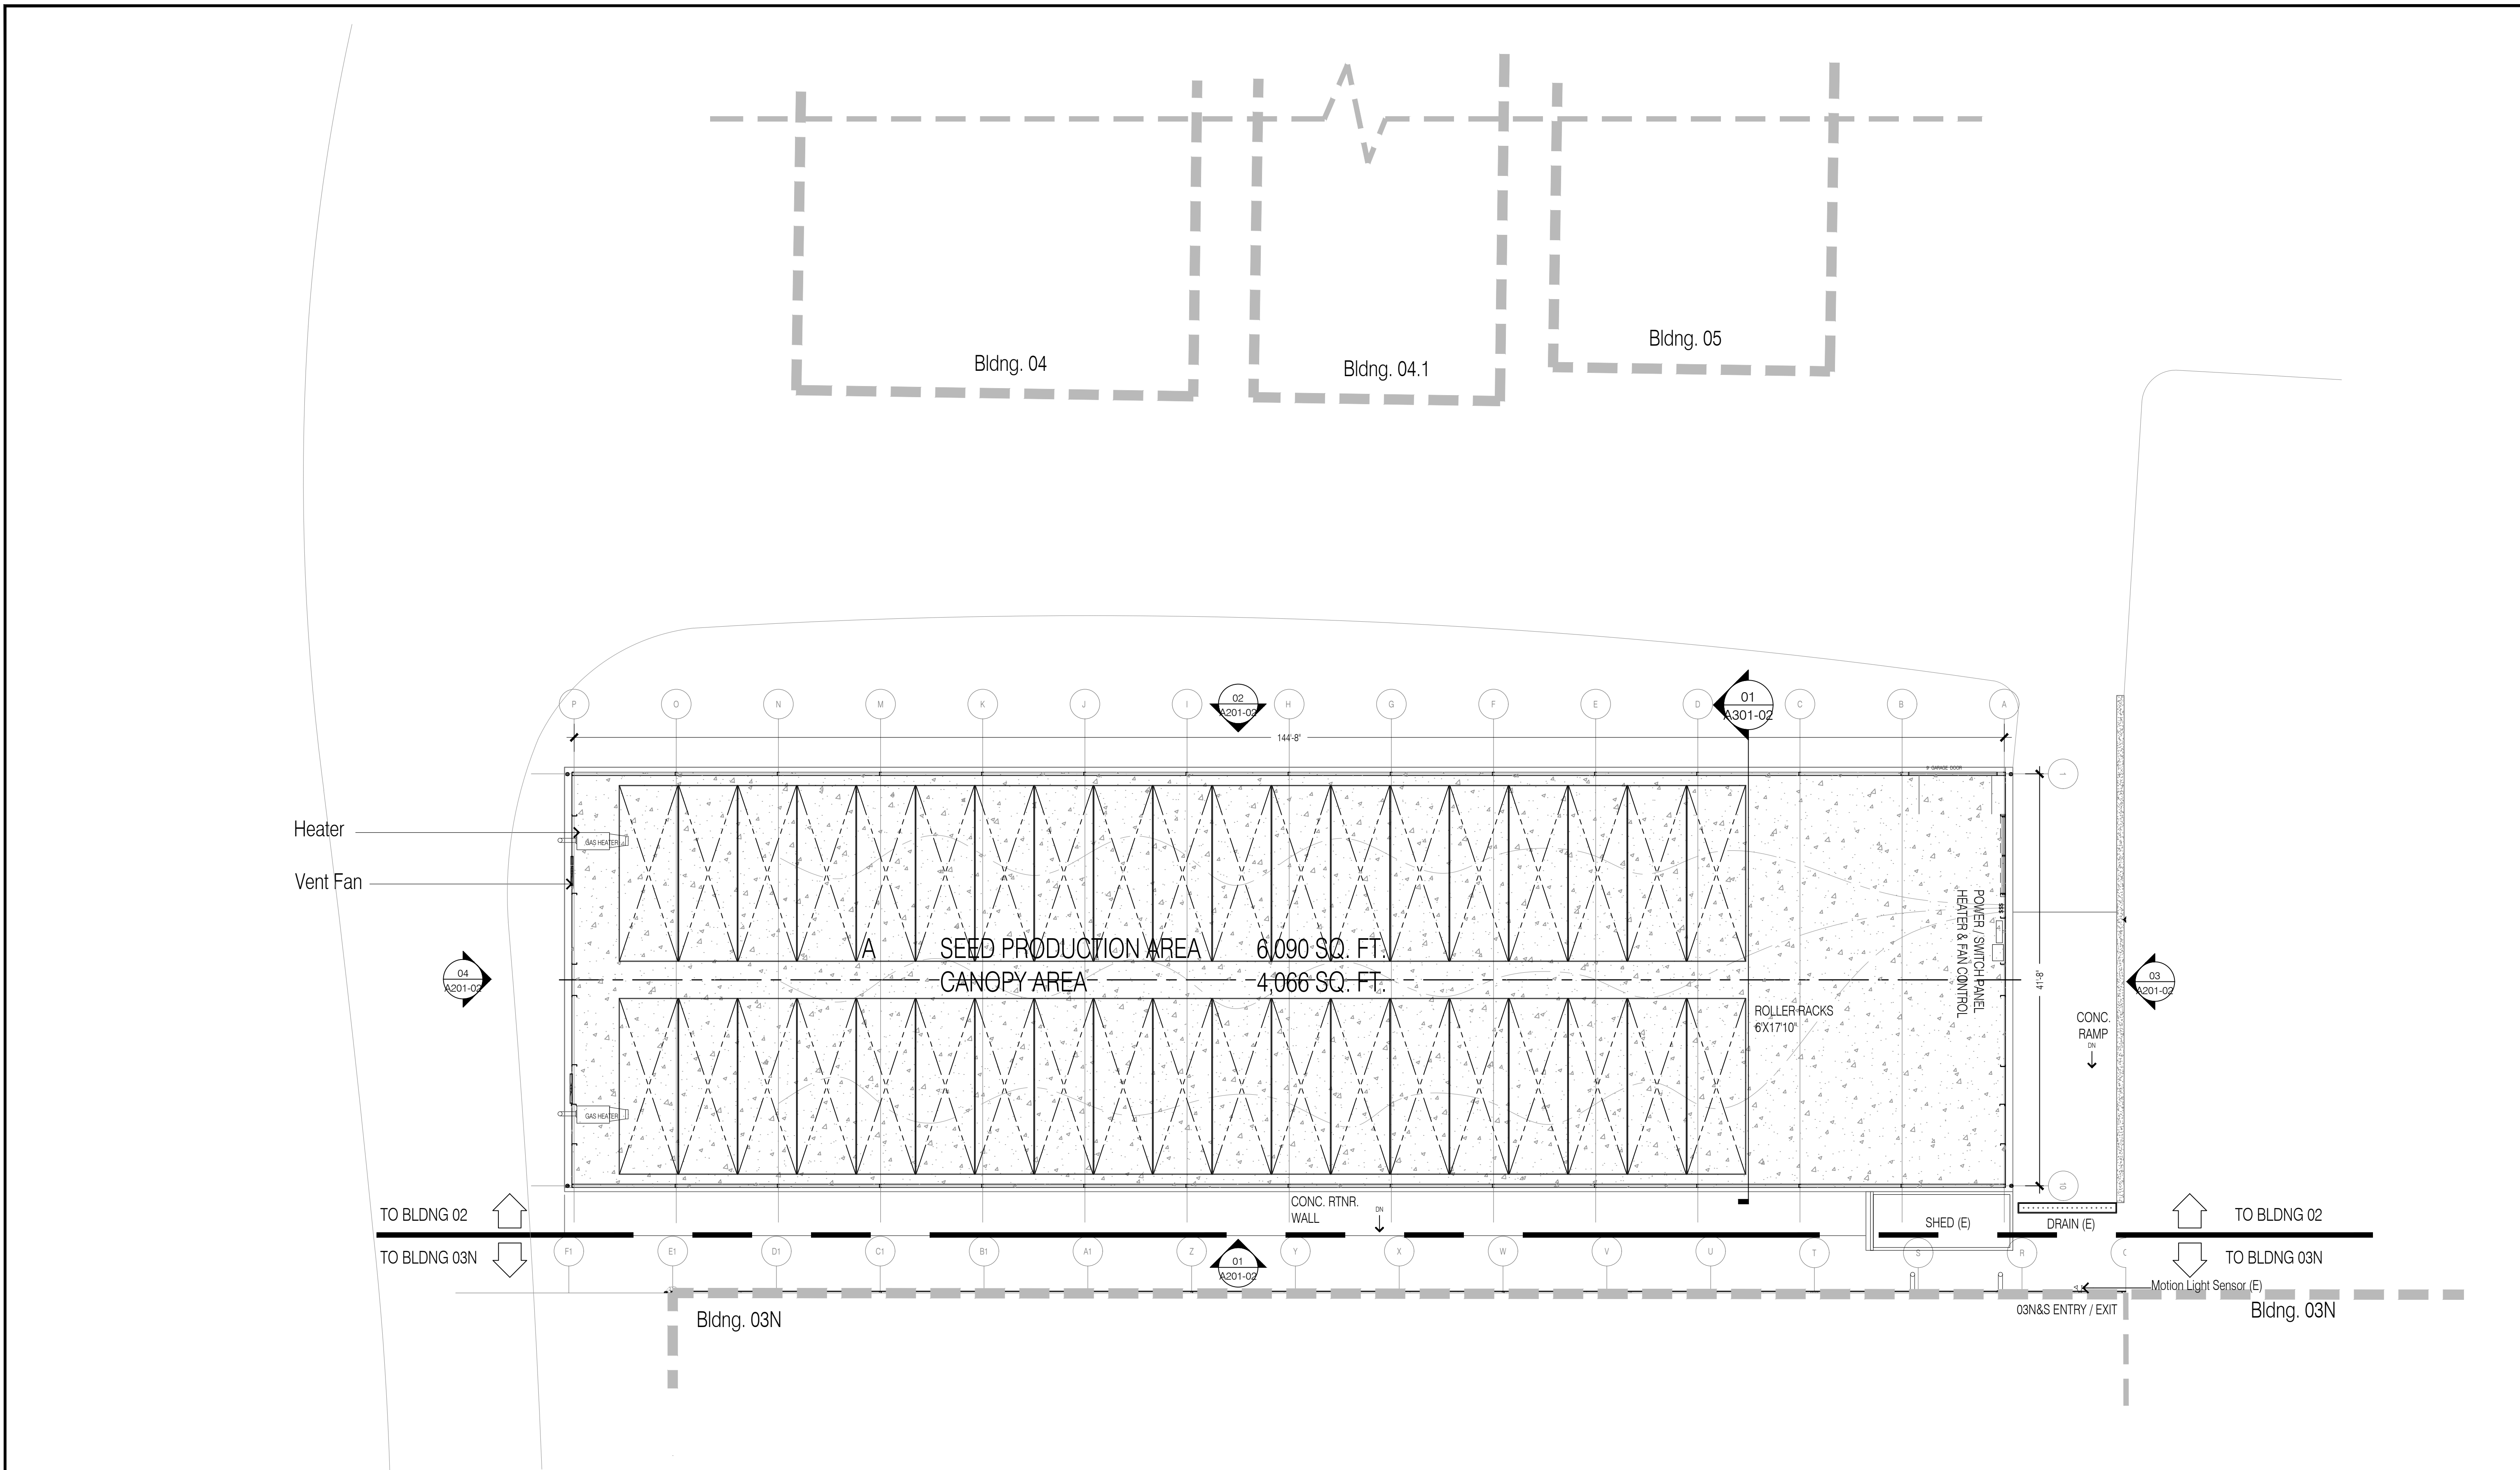 Bldng. 05
Bldng. 04
Bldng. 04.1
P
O
N
M
K
J
I
02
A201-02
H
G
F
E
D
01
A301-02
C
B
A
144'-8"
9' GARAGE DOOR
1
Heater
GAS HEATER
Vent Fan
POWER / SWITCH PANEL
HEATER & FAN CONTROL
$$$
A SEED PRODUCTION AREA 6,090 SQ. FT.
CANOPY AREA 4,066 SQ. FT.
04
A201-02
41'-8"
03
A201-02
ROLLER RACKS
6'X17'10"
CONC.
RAMP
DN
GAS HEATER
10
CONC. RTNR.
WALL
DN
TO BLDNG 02
SHED (E)
DRAIN (E)
TO BLDNG 02
TO BLDNG 03N
F1
E1
D1
C1
B1
A1
Z
01
A201-02
Y
X
W
V
U
T
S
R
TO BLDNG 03N
Motion Light Sensor (E)
03N&S ENTRY / EXIT
Bldng. 03N
Bldng. 03N